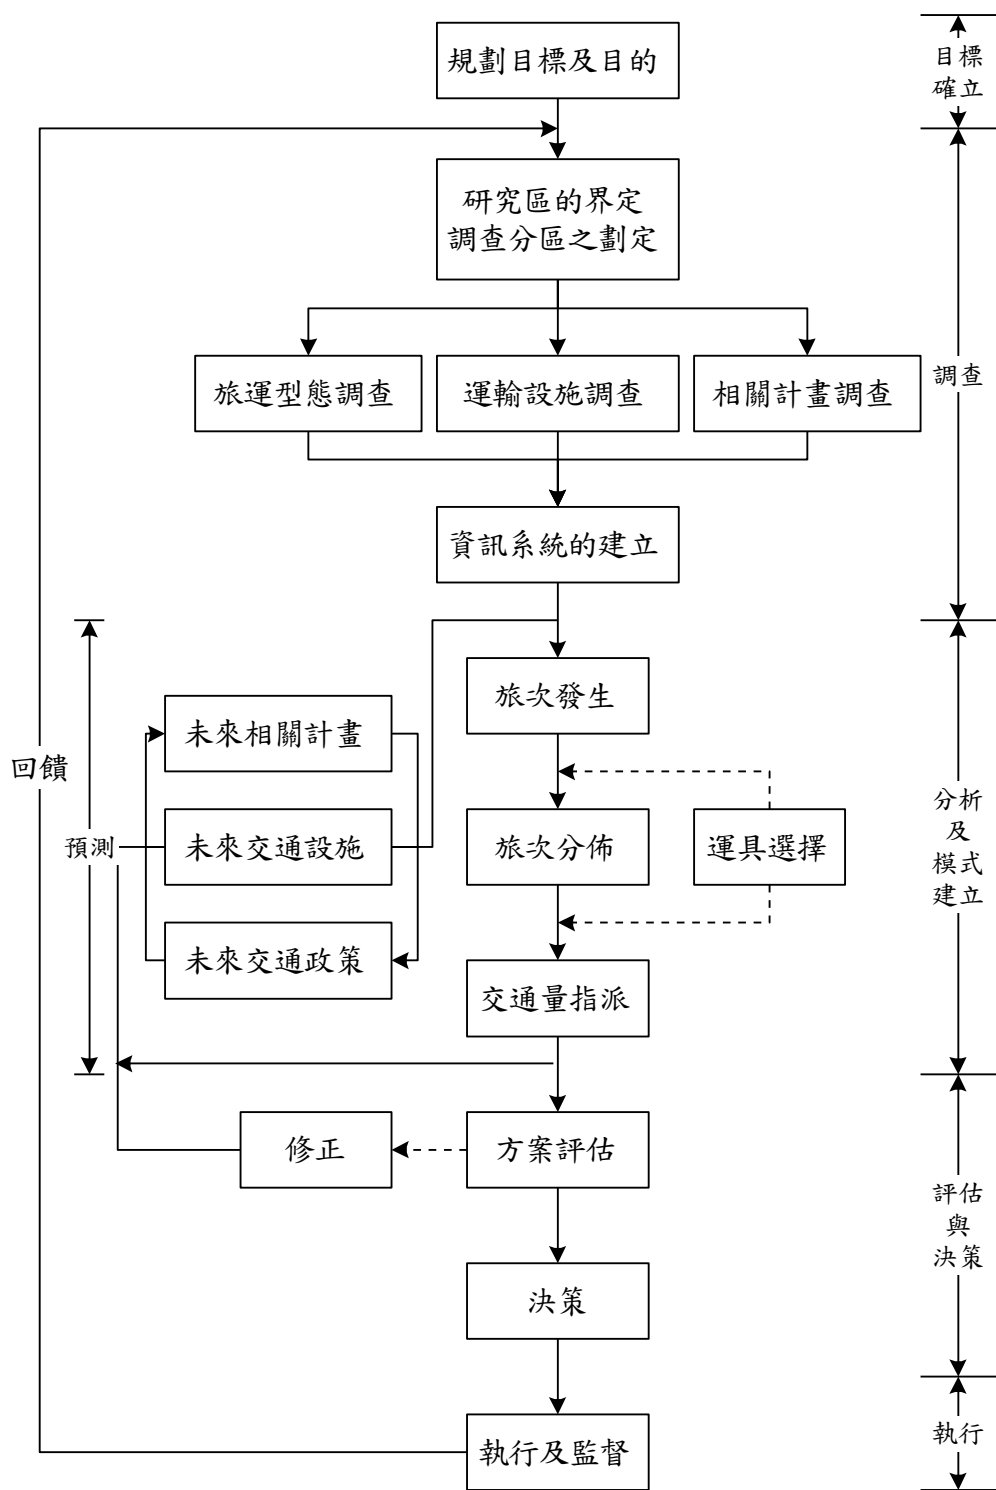 規劃目標及目的
目標
確立
研究區的界定
調查分區之劃定
旅運型態調查
運輸設施調查
相關計畫調查
調查
資訊系統的建立
旅次發生
未來相關計畫
回饋
預測
未來交通設施
旅次分佈
運具選擇
分析
及
模式
建立
未來交通政策
交通量指派
修正
方案評估
評估
與
決策
決策
執行及監督
執行